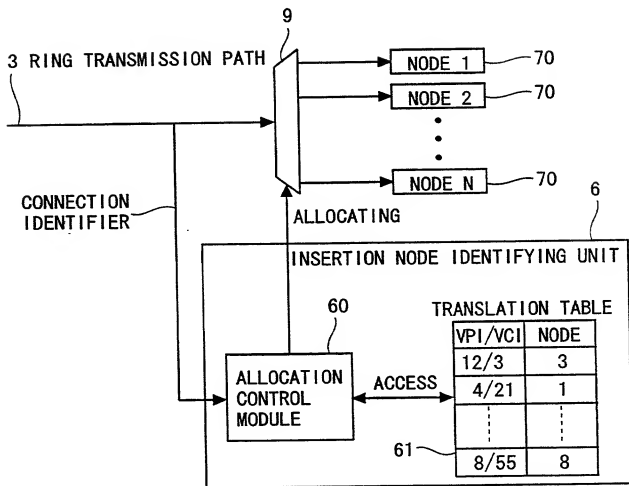 9
3 RING TRANSMISSION PATH
NODE 1
70
NODE 2
70
NODE N
70
CONNECTION
IDENTIFIER
ALLOCATING
6
INSERTION NODE IDENTIFYING UNIT
60
TRANSLATION TABLE
VPI/VCI NODE
12/3 3
4/21 1
8/55 8
ALLOCATION
CONTROL
MODULE
ACCESS
61